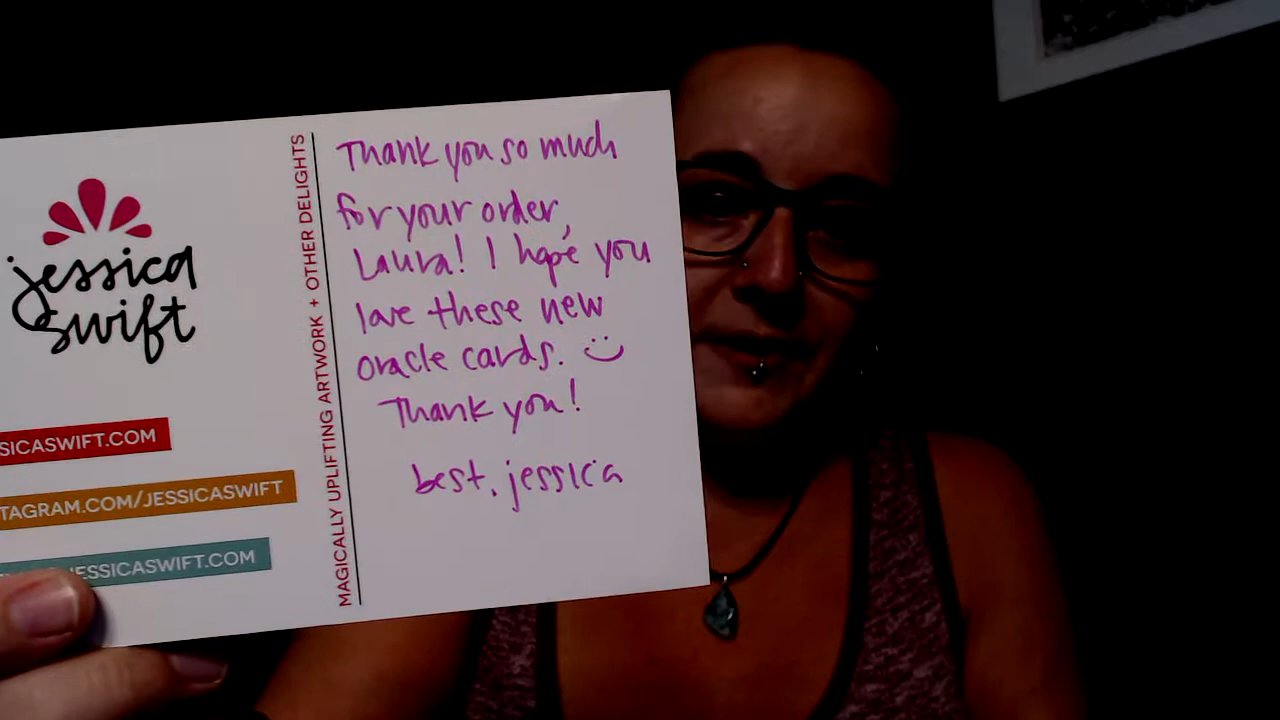 jessica
swift
SICASWIFT.COM
TAGRAM.COM/JESSICASWIFT
JESSICASWIFT.COM
MAGICALLY UPLIFTING ARTWORK + OTHER DELIGHTS
Thank you so much
for your order,
Laura! I hope you
love these new
oracle cards. :)
Thank you!
best, jessica